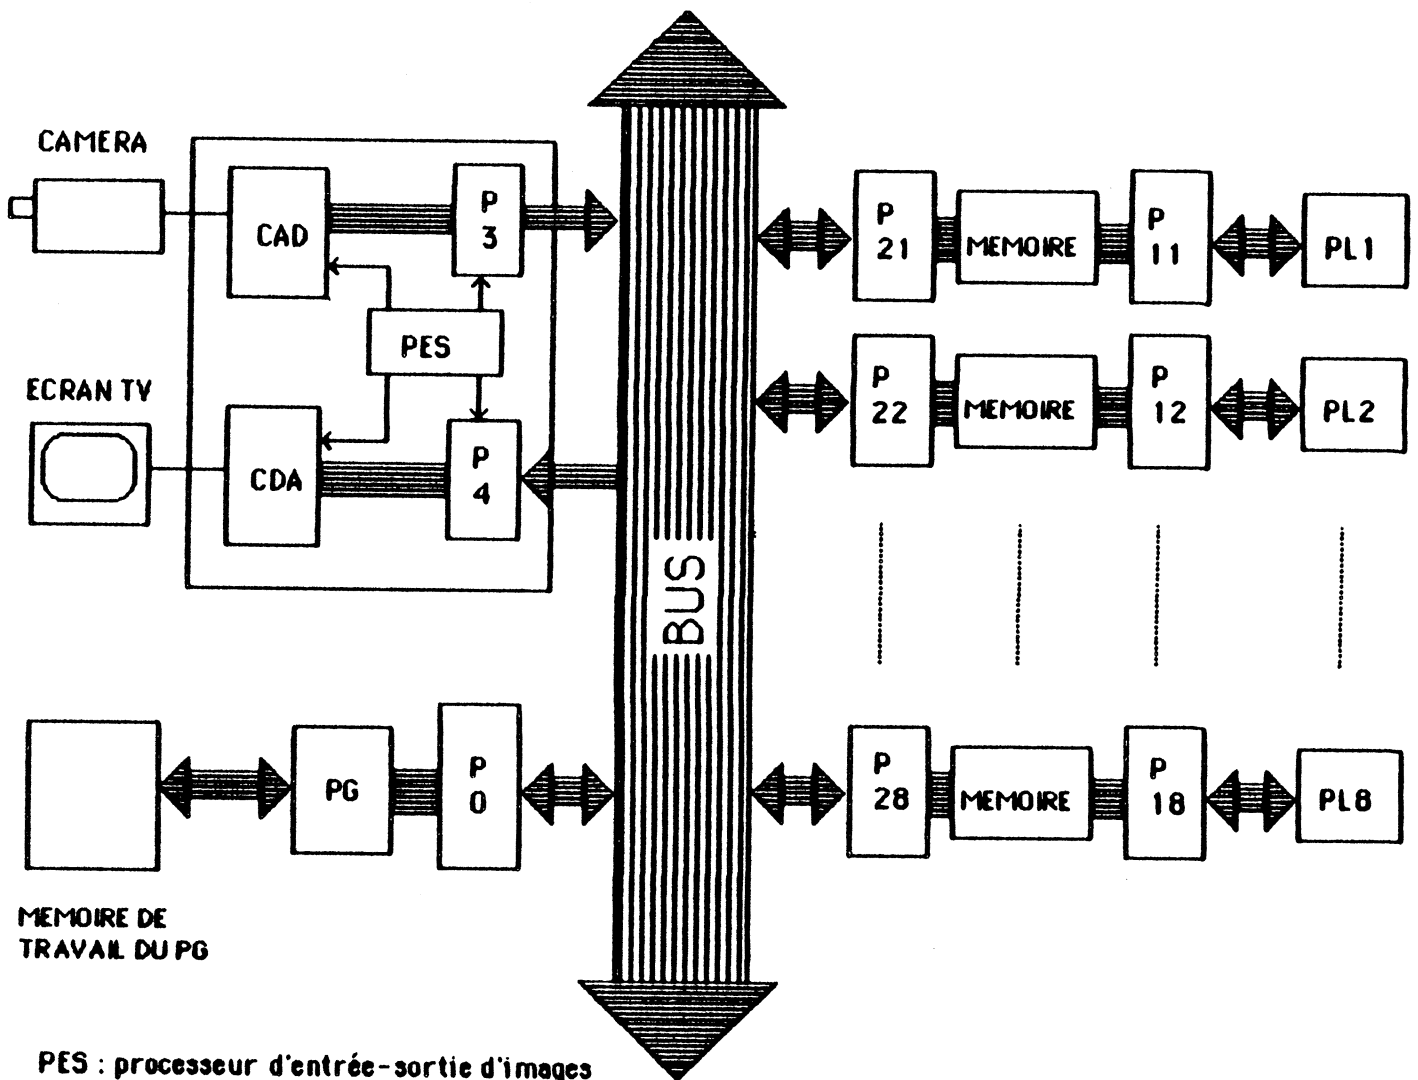 CAMERA
CAD
P
3
PES
ECRAN TV
CDA
P
4
BUS
P
21
MEMOIRE
P
11
PL1
P
22
MEMOIRE
P
12
PL2
P
28
MEMOIRE
P
18
PL8
PG
P
0
MEMOIRE DE
TRAVAIL DU PG
PES : processeur d'entrée-sortie d'images